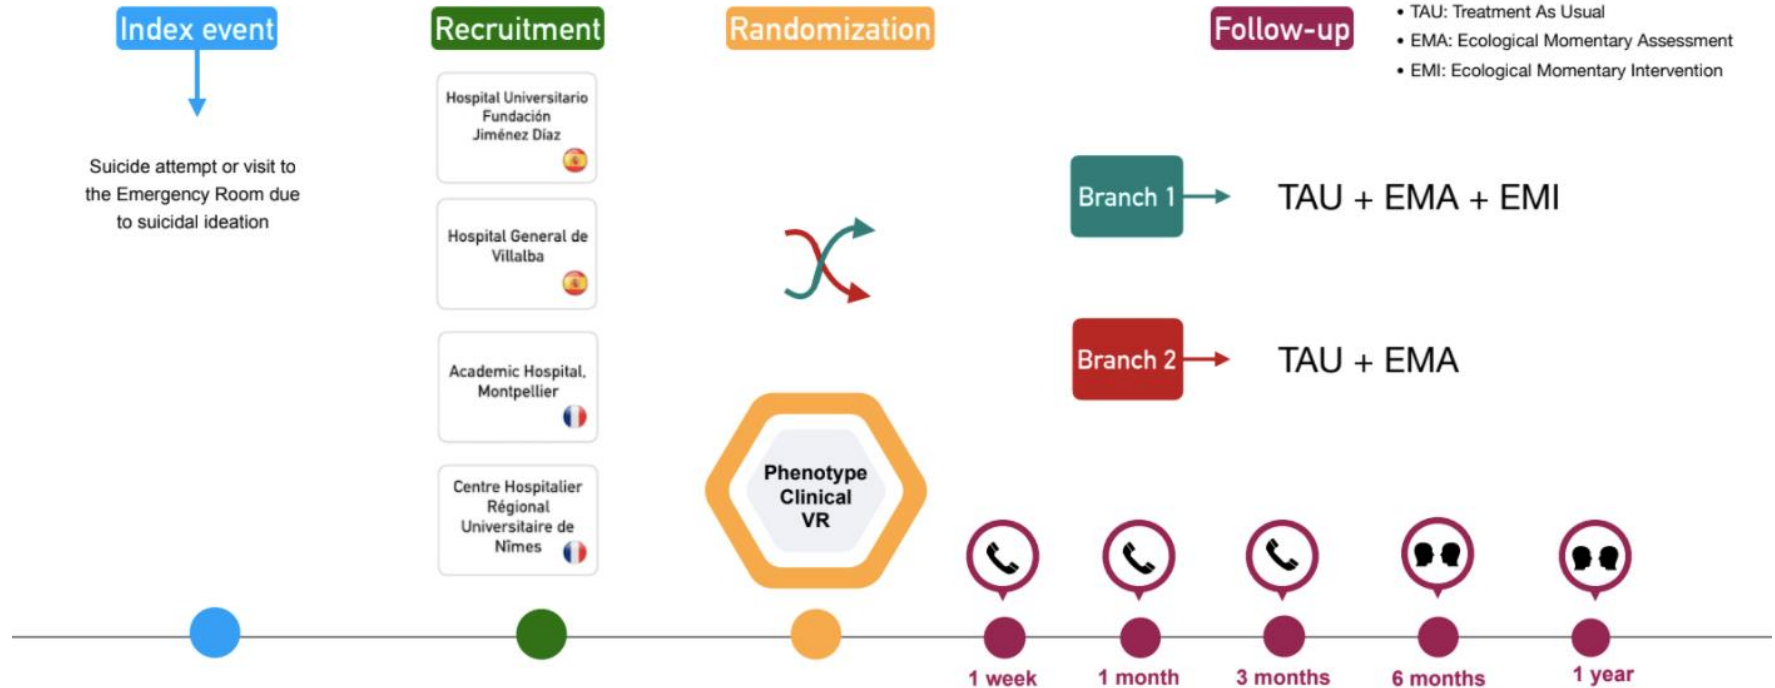 Index event
Recruitment
Randomization
Follow-up
• TAU: Treatment As Usual
• EMA: Ecological Momentary Assessment
• EMI: Ecological Momentary Intervention
Suicide attempt or visit to
the Emergency Room due
to suicidal ideation
Hospital Universitario
Fundación
Jiménez Díaz
Hospital General de
Villalba
Academic Hospital,
Montpellier
Centre Hospitalier
Régional
Universitaire de
Nîmes
Phenotype
Clinical
VR
Branch 1
TAU + EMA + EMI
Branch 2
TAU + EMA
1 week
1 month
3 months
6 months
1 year